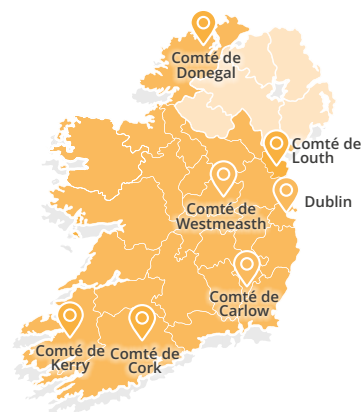 Comté de
Donegal
Comté de
Louth
Dublin
Comté de
Westmeasth
Comté de
Carlow
Comté de
Kerry
Comté de
Cork